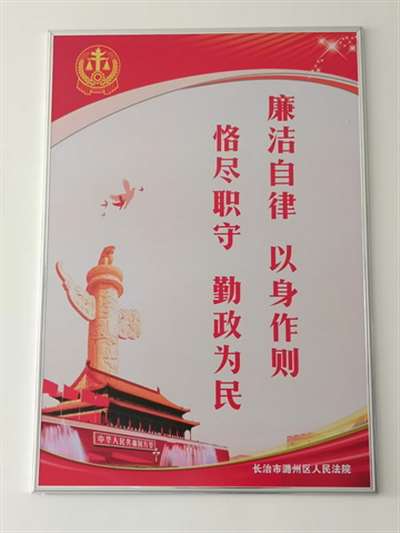 廉洁自律 以身作则
恪尽职守 勤政为民
长治市潞州区人民法院